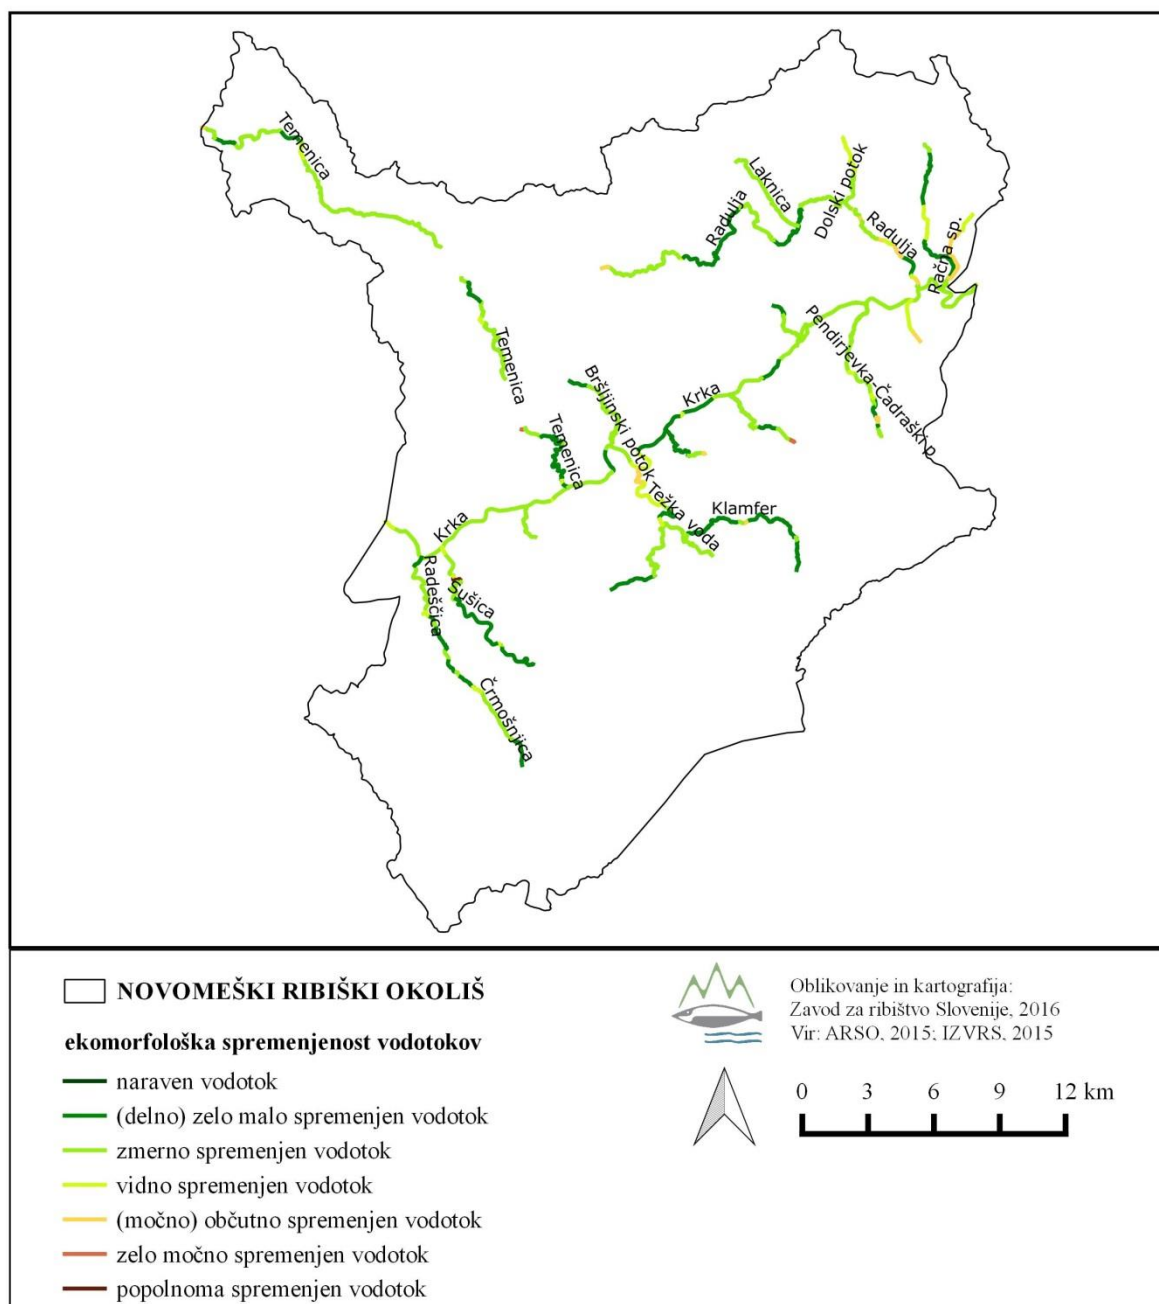 Temenica
Laknica
Dolski potok
Radulja
Radulja
Račna sp.
Temenica
Pendirjevka-Čadraški p.
Bršljinski potok
Krka
Temenica
Težka voda
Klamfer
Krka
Radeščica
Sušica
Črmošnjica
NOVOMEŠKI RIBIŠKI OKOLIŠ
ekomorfološka spremenjenost vodotokov
naraven vodotok
(delno) zelo malo spremenjen vodotok
zmerno spremenjen vodotok
vidno spremenjen vodotok
(močno) občutno spremenjen vodotok
zelo močno spremenjen vodotok
popolnoma spremenjen vodotok
Oblikovanje in kartografija:
Zavod za ribištvo Slovenije, 2016
Vir: ARSO, 2015; IZVRS, 2015
0 3 6 9 12 km